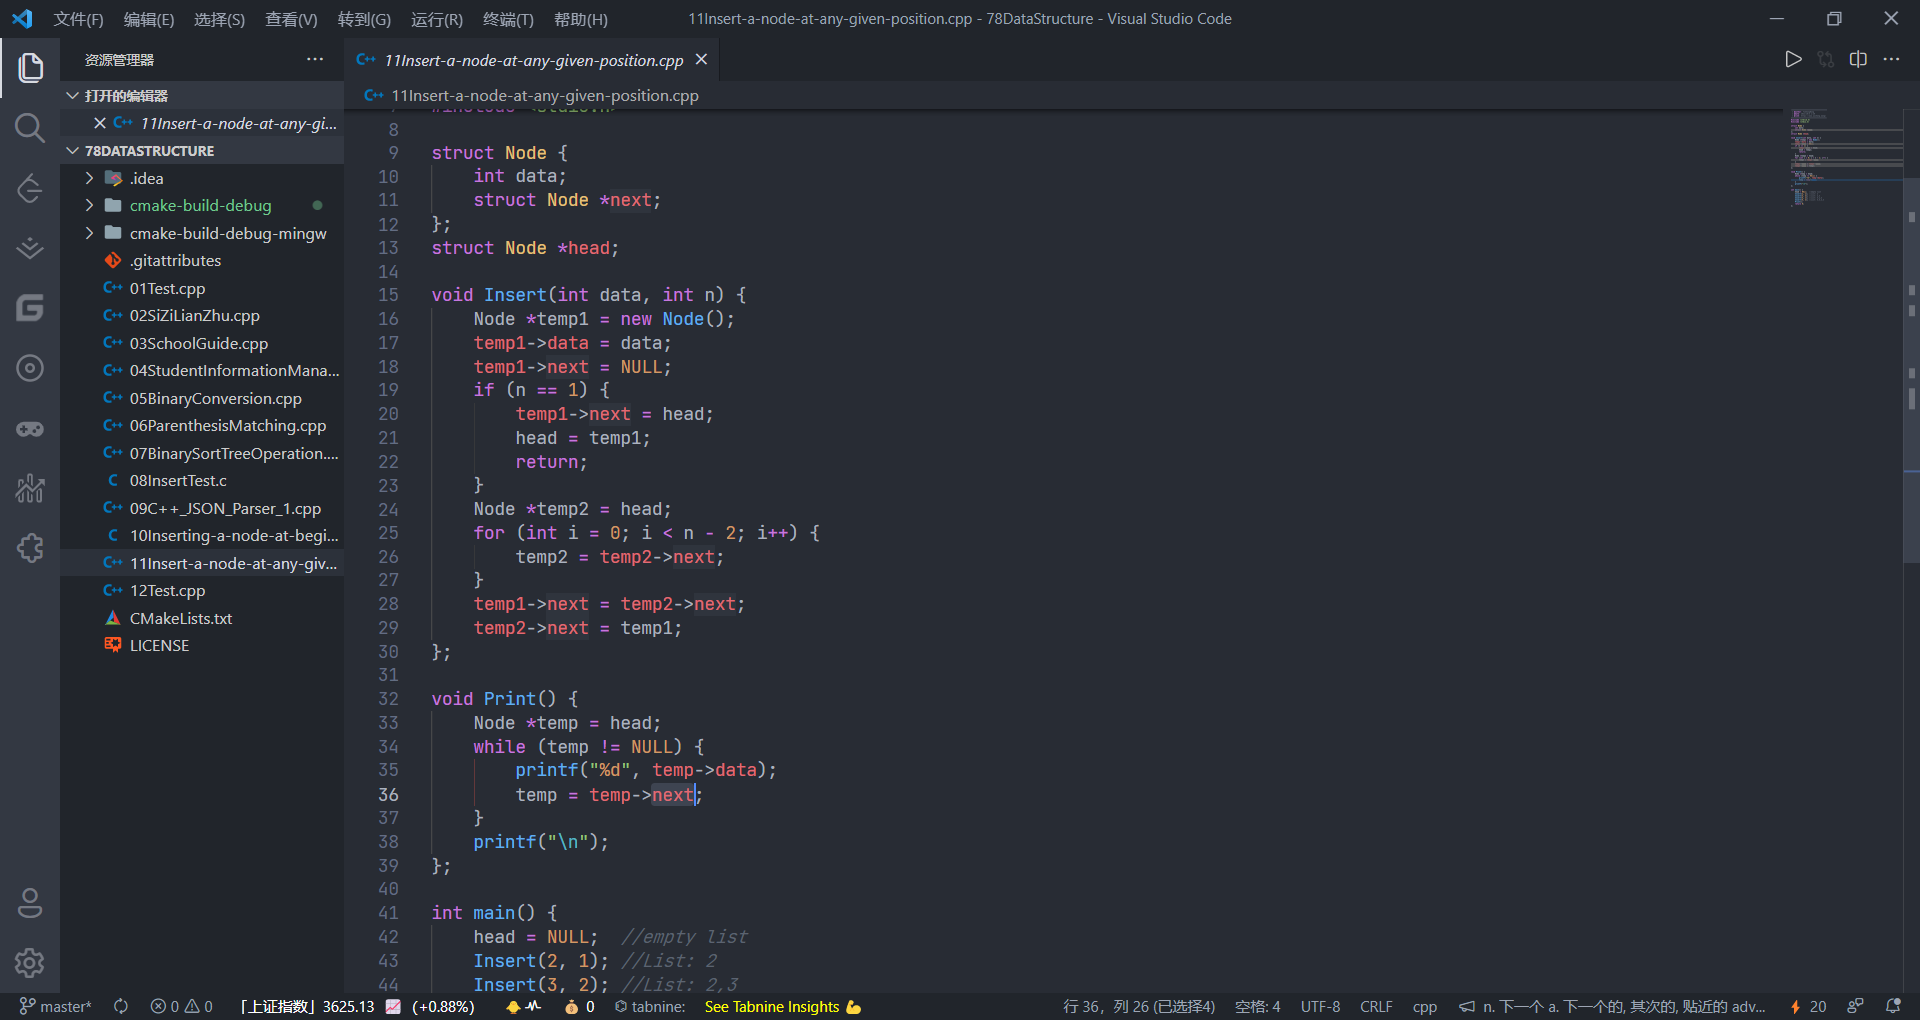 文件(F) 编辑(E) 选择(S) 查看(V) 转到(G) 运行(R) 终端(T) 帮助(H)
11Insert-a-node-at-any-given-position.cpp - 78DataStructure - Visual Studio Code
资源管理器
打开的编辑器
11Insert-a-node-at-any-gi...
78DATASTRUCTURE
.idea
cmake-build-debug
cmake-build-debug-mingw
.gitattributes
01Test.cpp
02SiZiLianZhu.cpp
03SchoolGuide.cpp
04StudentInformationMana...
05BinaryConversion.cpp
06ParenthesisMatching.cpp
07BinarySortTreeOperation....
08InsertTest.c
09C++_JSON_Parser_1.cpp
10Inserting-a-node-at-begi...
11Insert-a-node-at-any-giv...
12Test.cpp
CMakeLists.txt
LICENSE
11Insert-a-node-at-any-given-position.cpp
11Insert-a-node-at-any-given-position.cpp
8
9 struct Node {
10 int data;
11 struct Node *next;
12 };
13 struct Node *head;
14
15 void Insert(int data, int n) {
16 Node *temp1 = new Node();
17 temp1->data = data;
18 temp1->next = NULL;
19 if (n == 1) {
20 temp1->next = head;
21 head = temp1;
22 return;
23 }
24 Node *temp2 = head;
25 for (int i = 0; i < n - 2; i++) {
26 temp2 = temp2->next;
27 }
28 temp1->next = temp2->next;
29 temp2->next = temp1;
30 };
31
32 void Print() {
33 Node *temp = head;
34 while (temp != NULL) {
35 printf("%d", temp->data);
36 temp = temp->next;
37 }
38 printf("\n");
39 };
40
41 int main() {
42 head = NULL; //empty list
43 Insert(2, 1); //List: 2
44 Insert(3, 2); //List: 2,3
master* 0 0 「上证指数」3625.13 (+0.88%) 0 tabnine: See Tabnine Insights 行 36, 列 26 (已选择4) 空格: 4 UTF-8 CRLF cpp n. 下一个 a. 下一个的, 其次的, 贴近的 adv... 20